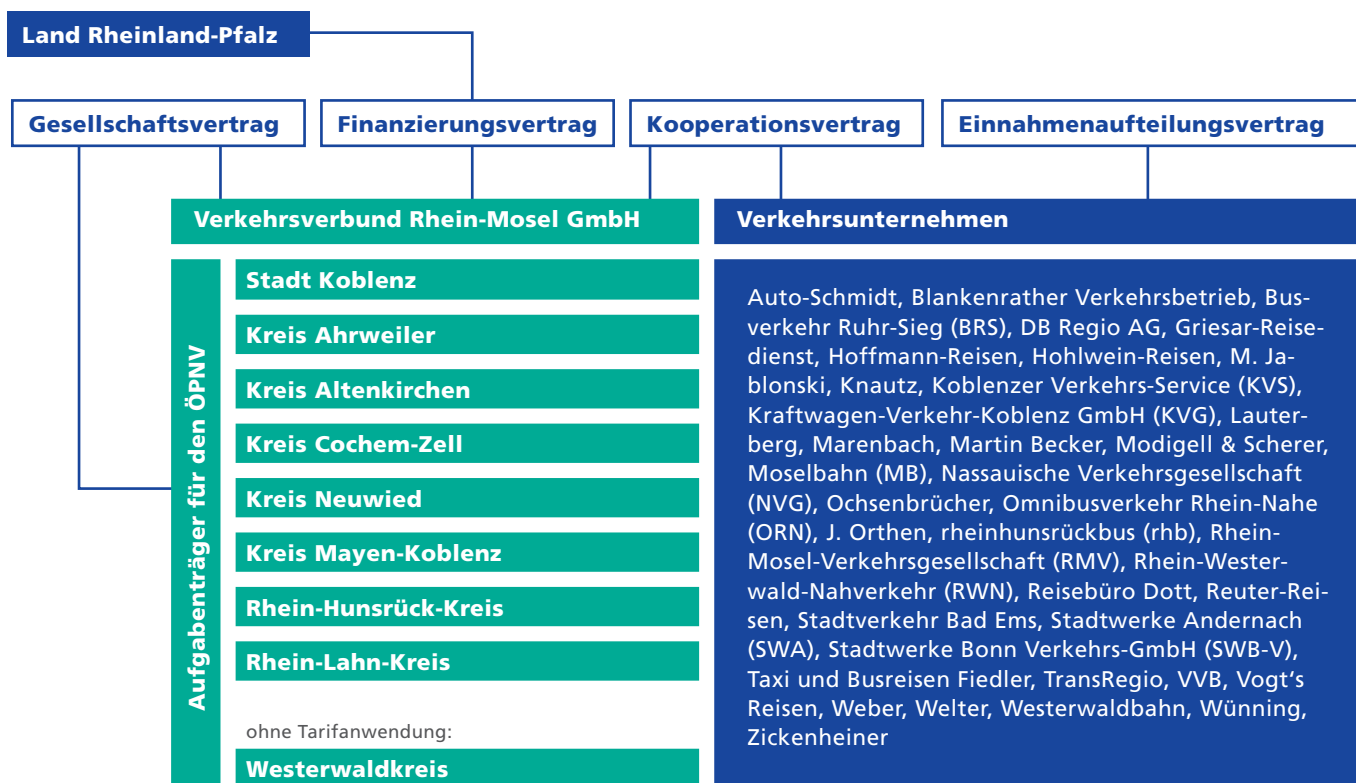 Land Rheinland-Pfalz
Gesellschaftsvertrag
Finanzierungsvertrag
Kooperationsvertrag
Einnahmenaufteilungsvertrag
Verkehrsverbund Rhein-Mosel GmbH
Aufgabenträger für den ÖPNV
Stadt Koblenz
Kreis Ahrweiler
Kreis Altenkirchen
Kreis Cochem-Zell
Kreis Neuwied
Kreis Mayen-Koblenz
Rhein-Hunsrück-Kreis
Rhein-Lahn-Kreis
ohne Tarifanwendung:
Westerwaldkreis
Verkehrsunternehmen
Auto-Schmidt, Blankenrather Verkehrsbetrieb, Bus-
verkehr Ruhr-Sieg (BRS), DB Regio AG, Griesar-Reise-
dienst, Hoffmann-Reisen, Hohlwein-Reisen, M. Ja-
blonski, Knautz, Koblenzer Verkehrs-Service (KVS),
Kraftwagen-Verkehr-Koblenz GmbH (KVG), Lauter-
berg, Marenbach, Martin Becker, Modigell & Scherer,
Moselbahn (MB), Nassauische Verkehrsgesellschaft
(NVG), Ochsenbrücher, Omnibusverkehr Rhein-Nahe
(ORN), J. Orthen, rheinhunsrückbus (rhb), Rhein-
Mosel-Verkehrsgesellschaft (RMV), Rhein-Wester-
wald-Nahverkehr (RWN), Reisebüro Dott, Reuter-Rei-
sen, Stadtverkehr Bad Ems, Stadtwerke Andernach
(SWA), Stadtwerke Bonn Verkehrs-GmbH (SWB-V),
Taxi und Busreisen Fiedler, TransRegio, VVB, Vogt‘s
Reisen, Weber, Welter, Westerwaldbahn, Wünning,
Zickenheiner